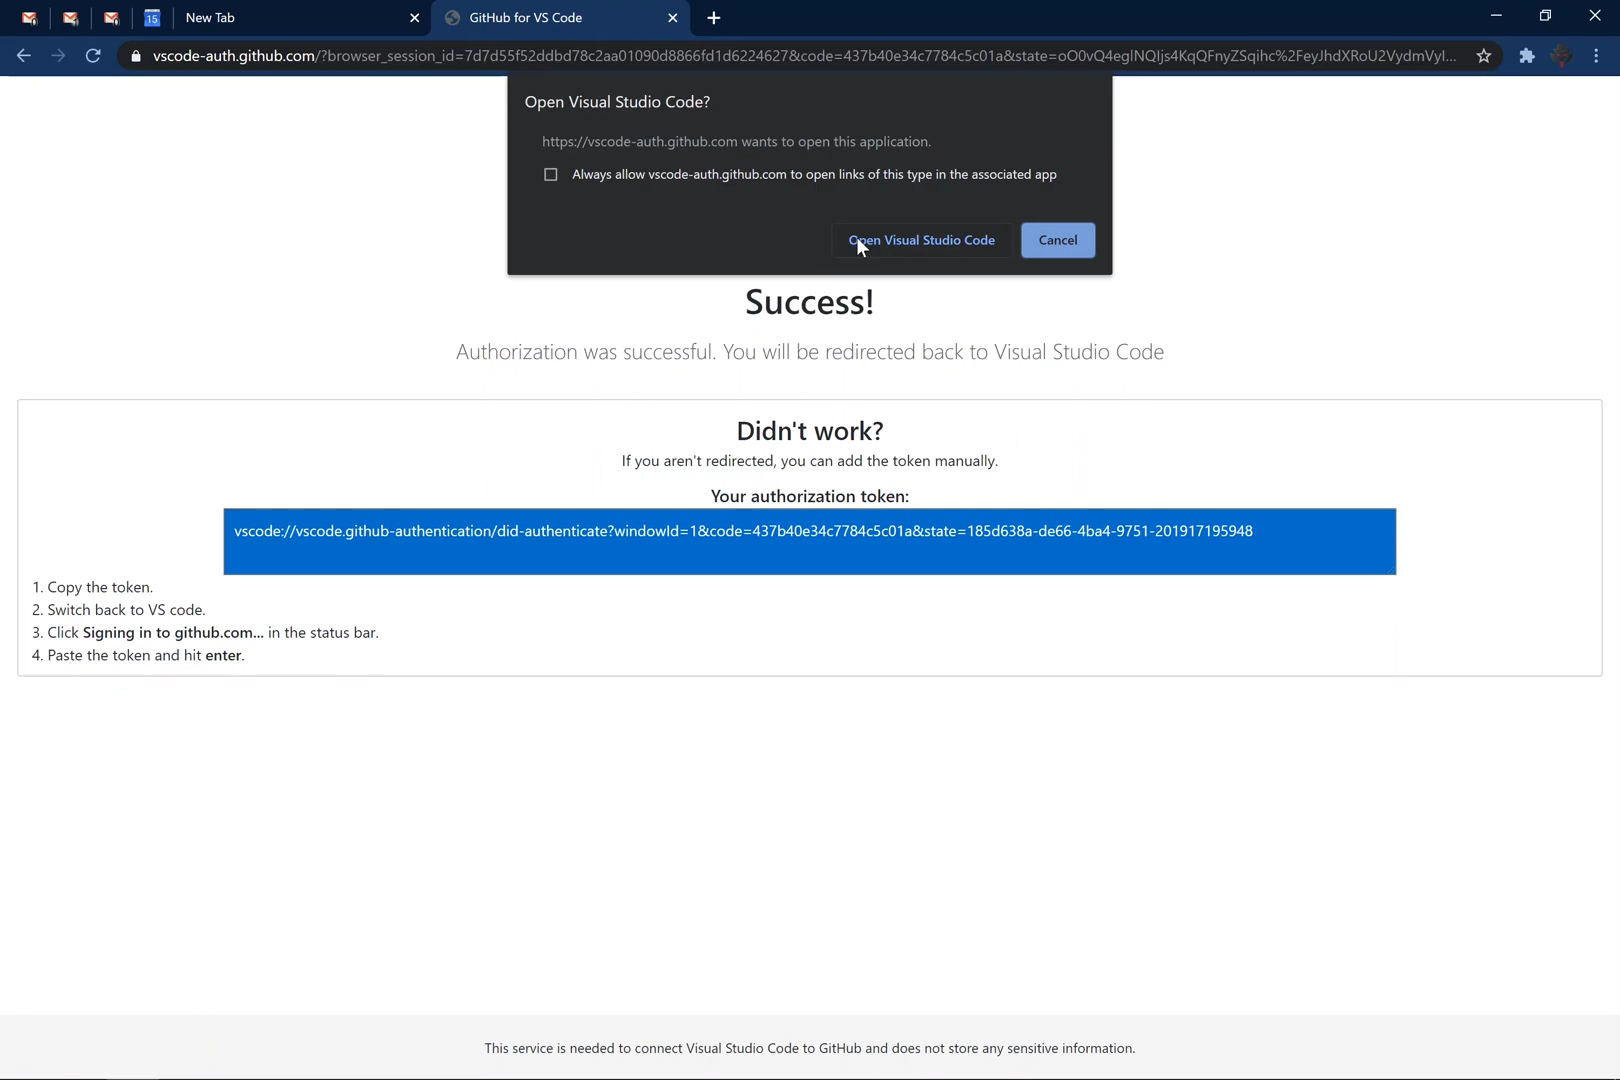 15
New Tab
GitHub for VS Code
vscode-auth.github.com/?browser_session_id=7d7d55f52ddbd78c2aa01090d8866fd1d6224627&code=437b40e34c7784c5c01a&state=oO0vQ4eglNQIjs4KqQFnyZSqihc%2FeyJhdXRoU2VydmVyI...
Open Visual Studio Code?
https://vscode-auth.github.com wants to open this application.
Always allow vscode-auth.github.com to open links of this type in the associated app
Open Visual Studio Code
Cancel
Success!
Authorization was successful. You will be redirected back to Visual Studio Code
Didn't work?
If you aren't redirected, you can add the token manually.
Your authorization token:
vscode://vscode.github-authentication/did-authenticate?windowId=1&code=437b40e34c7784c5c01a&state=185d638a-de66-4ba4-9751-201917195948
1. Copy the token.
2. Switch back to VS code.
3. Click Signing in to github.com... in the status bar.
4. Paste the token and hit enter.
This service is needed to connect Visual Studio Code to GitHub and does not store any sensitive information.